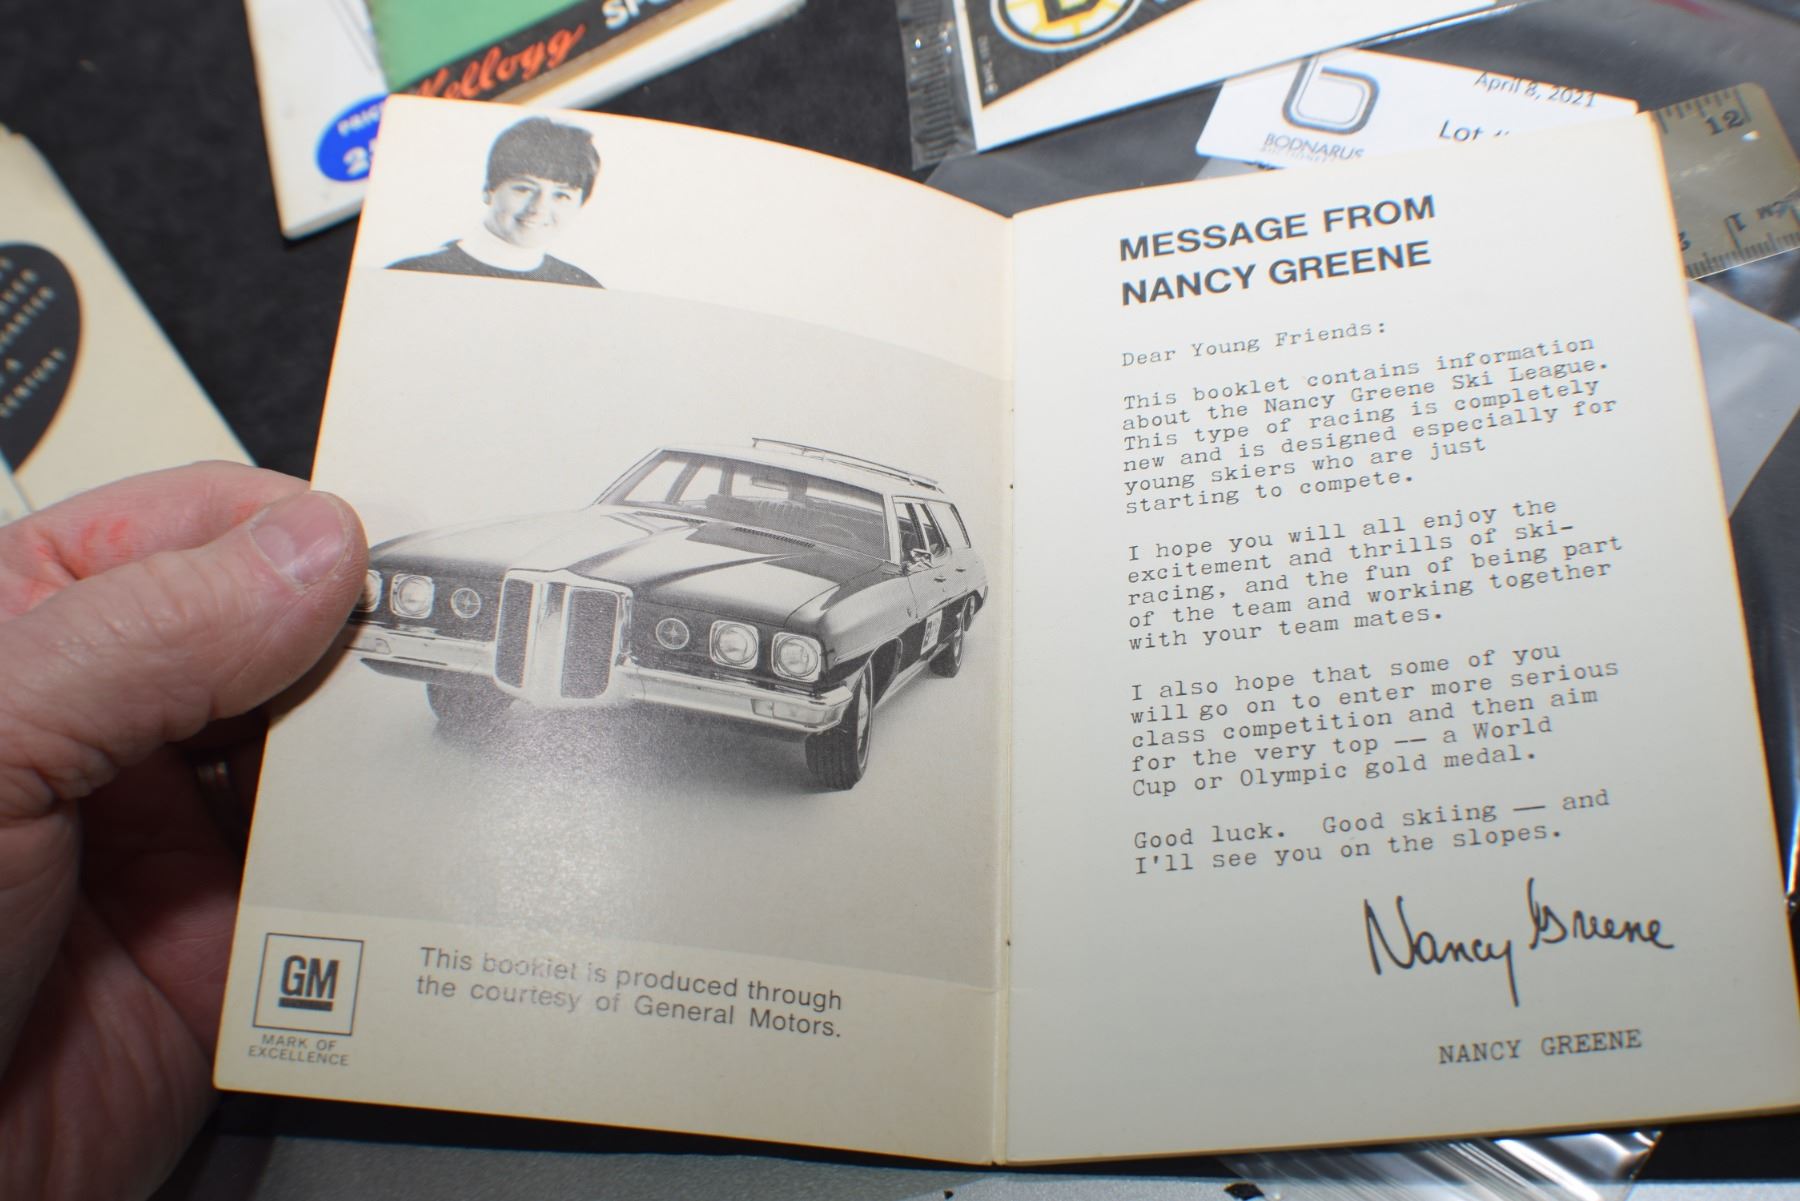 Kellogg
APRIL 8, 2021
Lot
BODNARUS
12
CM 1
MESSAGE FROM
NANCY GREENE
Dear Young Friends:
This booklet contains information
about the Nancy Greene Ski League.
This type of racing is completely
new and is designed especially for
young skiers who are just
starting to compete.
I hope you will all enjoy the
excitement and thrills of ski-
racing, and the fun of being part
of the team and working together
with your team mates.
I also hope that some of you
will go on to enter more serious
class competition and then aim
for the very top -- a World
Cup or Olympic gold medal.
Good luck. Good skiing -- and
I'll see you on the slopes.
Nancy Greene
NANCY GREENE
GM
MARK OF
EXCELLENCE
This booklet is produced through
the courtesy of General Motors.